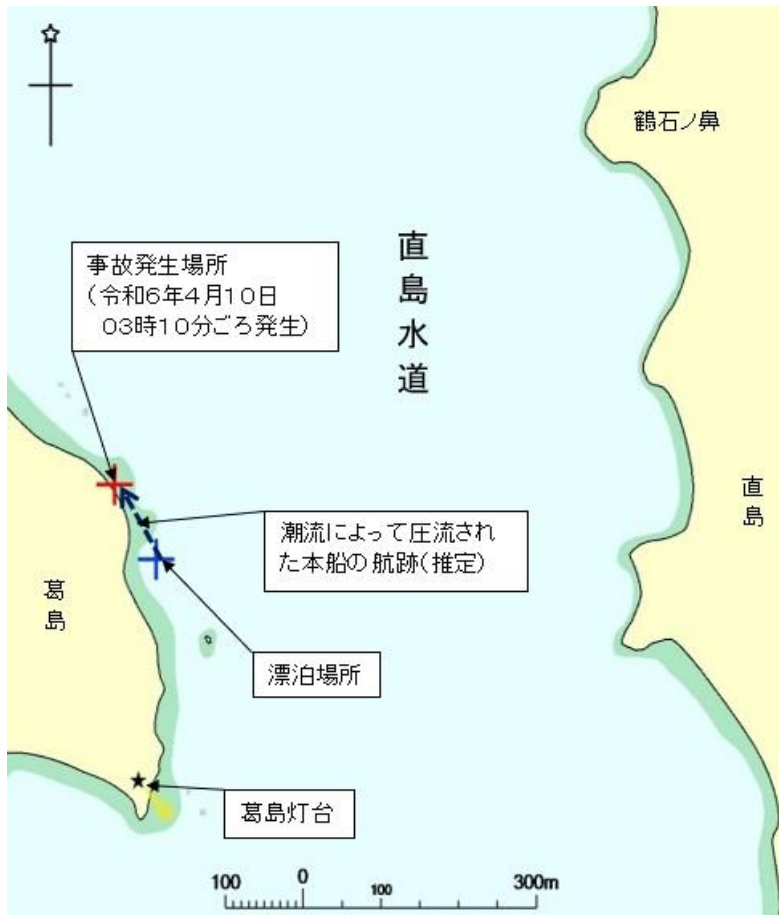 鶴石ノ鼻
直島水道
事故発生場所
(令和6年4月10日
03時10分ごろ発生)
直島
潮流によって圧流され
た本船の航跡(推定)
葛島
漂泊場所
葛島灯台
100 0 100 300m